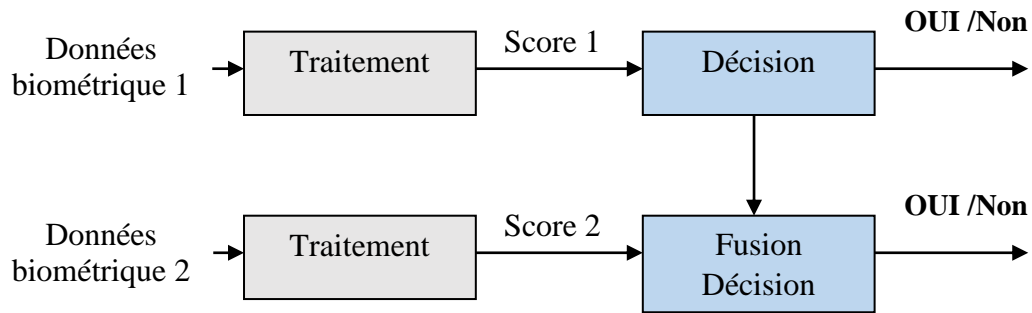 OUI /Non
Données
biométrique 1
Traitement
Score 1
Décision
OUI /Non
Données
biométrique 2
Traitement
Score 2
Fusion
Décision